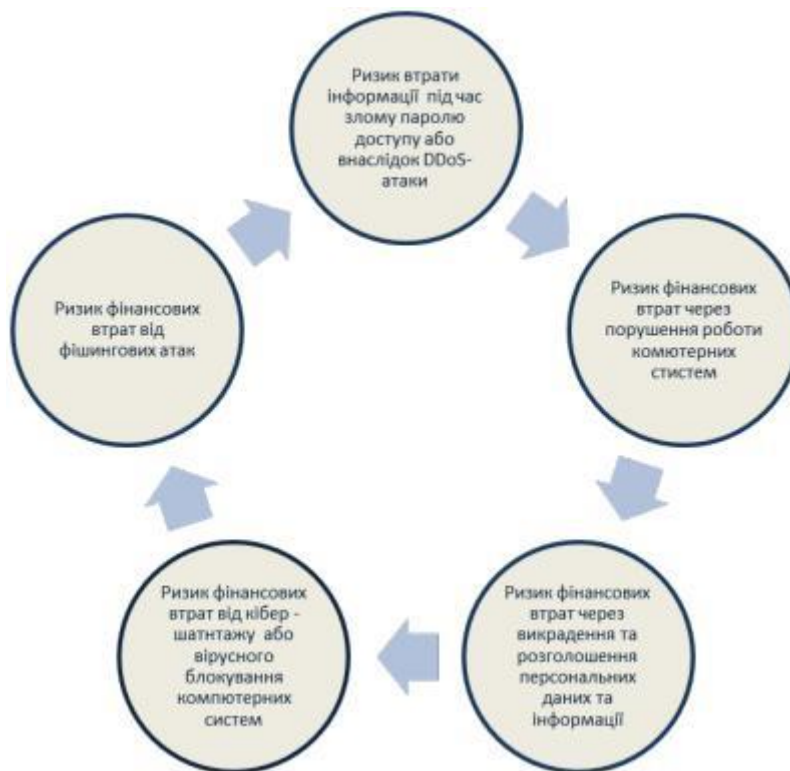 Ризик втрати
інформації під час
злому паролю
доступу або
внаслідок DDoS-
атаки
Ризик фінансових
втрат через
порушення роботи
комютерних
стистем
Ризик фінансових
втрат через
викрадення та
розголошення
персональних
даних та
інформації
Ризик фінансових
втрат від кібер -
шатнтажу або
вірусного
блокування
компютерних
систем
Ризик фінансових
втрат від
фішингових атак